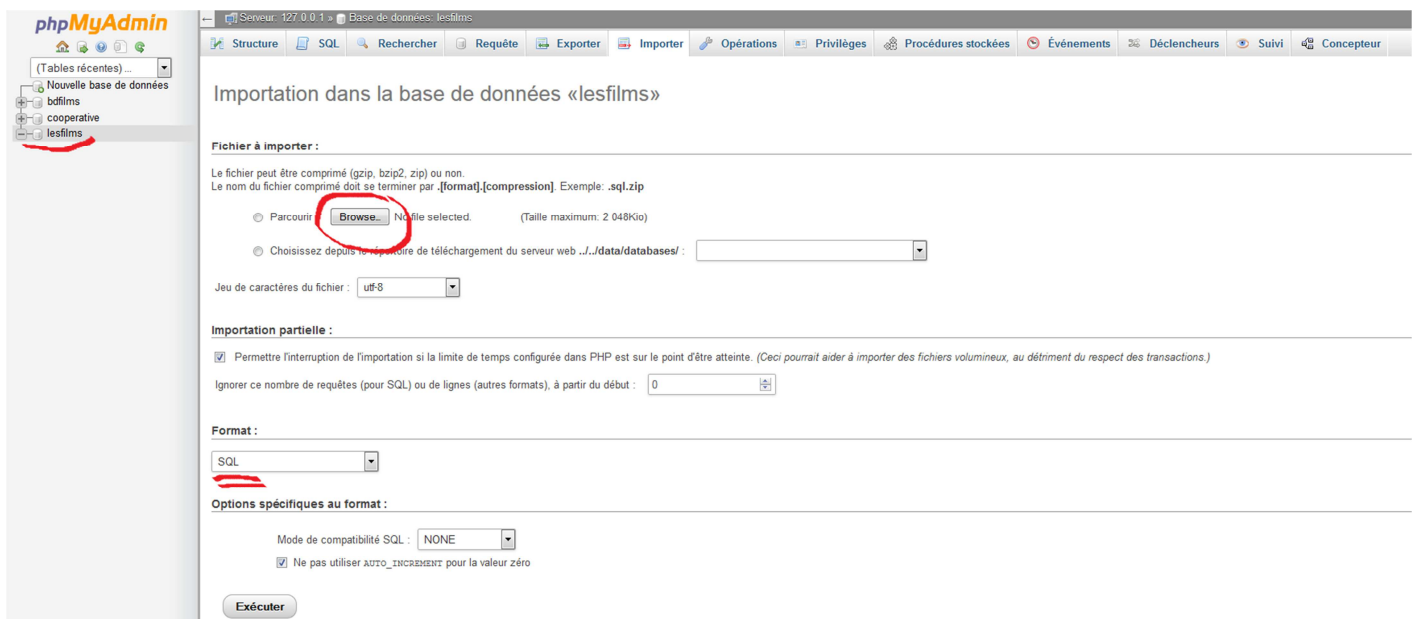 phpMyAdmin
(Tables récentes) ...
Nouvelle base de données
bdfilms
cooperative
lesfilms
Serveur: 127.0.0.1 » Base de données: lesfilms
Structure SQL Rechercher Requête Exporter Importer Opérations Privilèges Procédures stockées Événements Déclencheurs Suivi Concepteur
Importation dans la base de données «lesfilms»
Fichier à importer :
Le fichier peut être comprimé (gzip, bzip2, zip) ou non.
Le nom du fichier comprimé doit se terminer par .[format].[compression]. Exemple: .sql.zip
Parcourir Browse... No file selected. (Taille maximum: 2 048Kio)
Choisissez depuis le répertoire de téléchargement du serveur web ../../data/databases/ :
Jeu de caractères du fichier : utf-8
Importation partielle :
Permettre l'interruption de l'importation si la limite de temps configurée dans PHP est sur le point d'être atteinte. (Ceci pourrait aider à importer des fichiers volumineux, au détriment du respect des transactions.)
Ignorer ce nombre de requêtes (pour SQL) ou de lignes (autres formats), à partir du début : 0
Format :
SQL
Options spécifiques au format :
Mode de compatibilité SQL : NONE
Ne pas utiliser AUTO_INCREMENT pour la valeur zéro
Exécuter